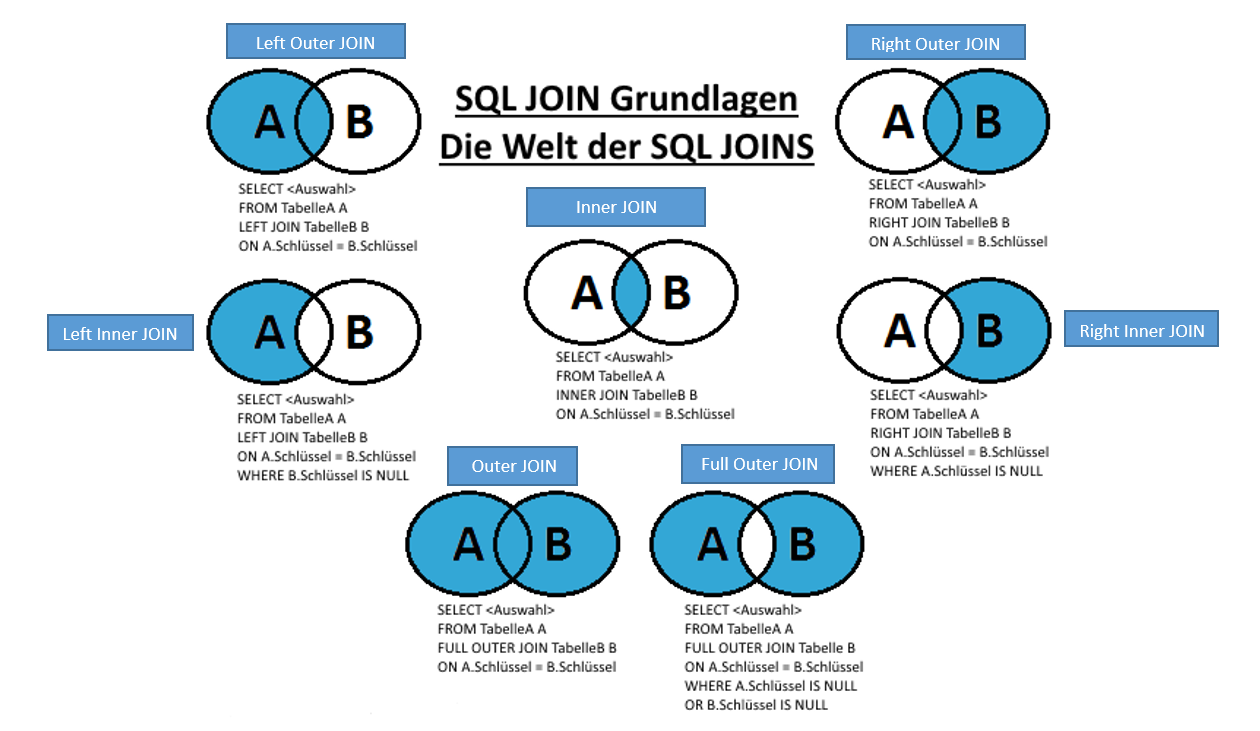 Left Outer JOIN
A B
SELECT <Auswahl>
FROM TabelleA A
LEFT JOIN TabelleB B
ON A.Schlüssel = B.Schlüssel
SQL JOIN Grundlagen
Die Welt der SQL JOINS
Right Outer JOIN
A B
SELECT <Auswahl>
FROM TabelleA A
RIGHT JOIN TabelleB B
ON A.Schlüssel = B.Schlüssel
Inner JOIN
A B
SELECT <Auswahl>
FROM TabelleA A
INNER JOIN TabelleB B
ON A.Schlüssel = B.Schlüssel
Left Inner JOIN
A B
SELECT <Auswahl>
FROM TabelleA A
LEFT JOIN TabelleB B
ON A.Schlüssel = B.Schlüssel
WHERE B.Schlüssel IS NULL
Right Inner JOIN
A B
SELECT <Auswahl>
FROM TabelleA A
RIGHT JOIN TabelleB B
ON A.Schlüssel = B.Schlüssel
WHERE A.Schlüssel IS NULL
Outer JOIN
A B
SELECT <Auswahl>
FROM TabelleA A
FULL OUTER JOIN TabelleB B
ON A.Schlüssel = B.Schlüssel
Full Outer JOIN
A B
SELECT <Auswahl>
FROM TabelleA A
FULL OUTER JOIN Tabelle B
ON A.Schlüssel = B.Schlüssel
WHERE A.Schlüssel IS NULL
OR B.Schlüssel IS NULL